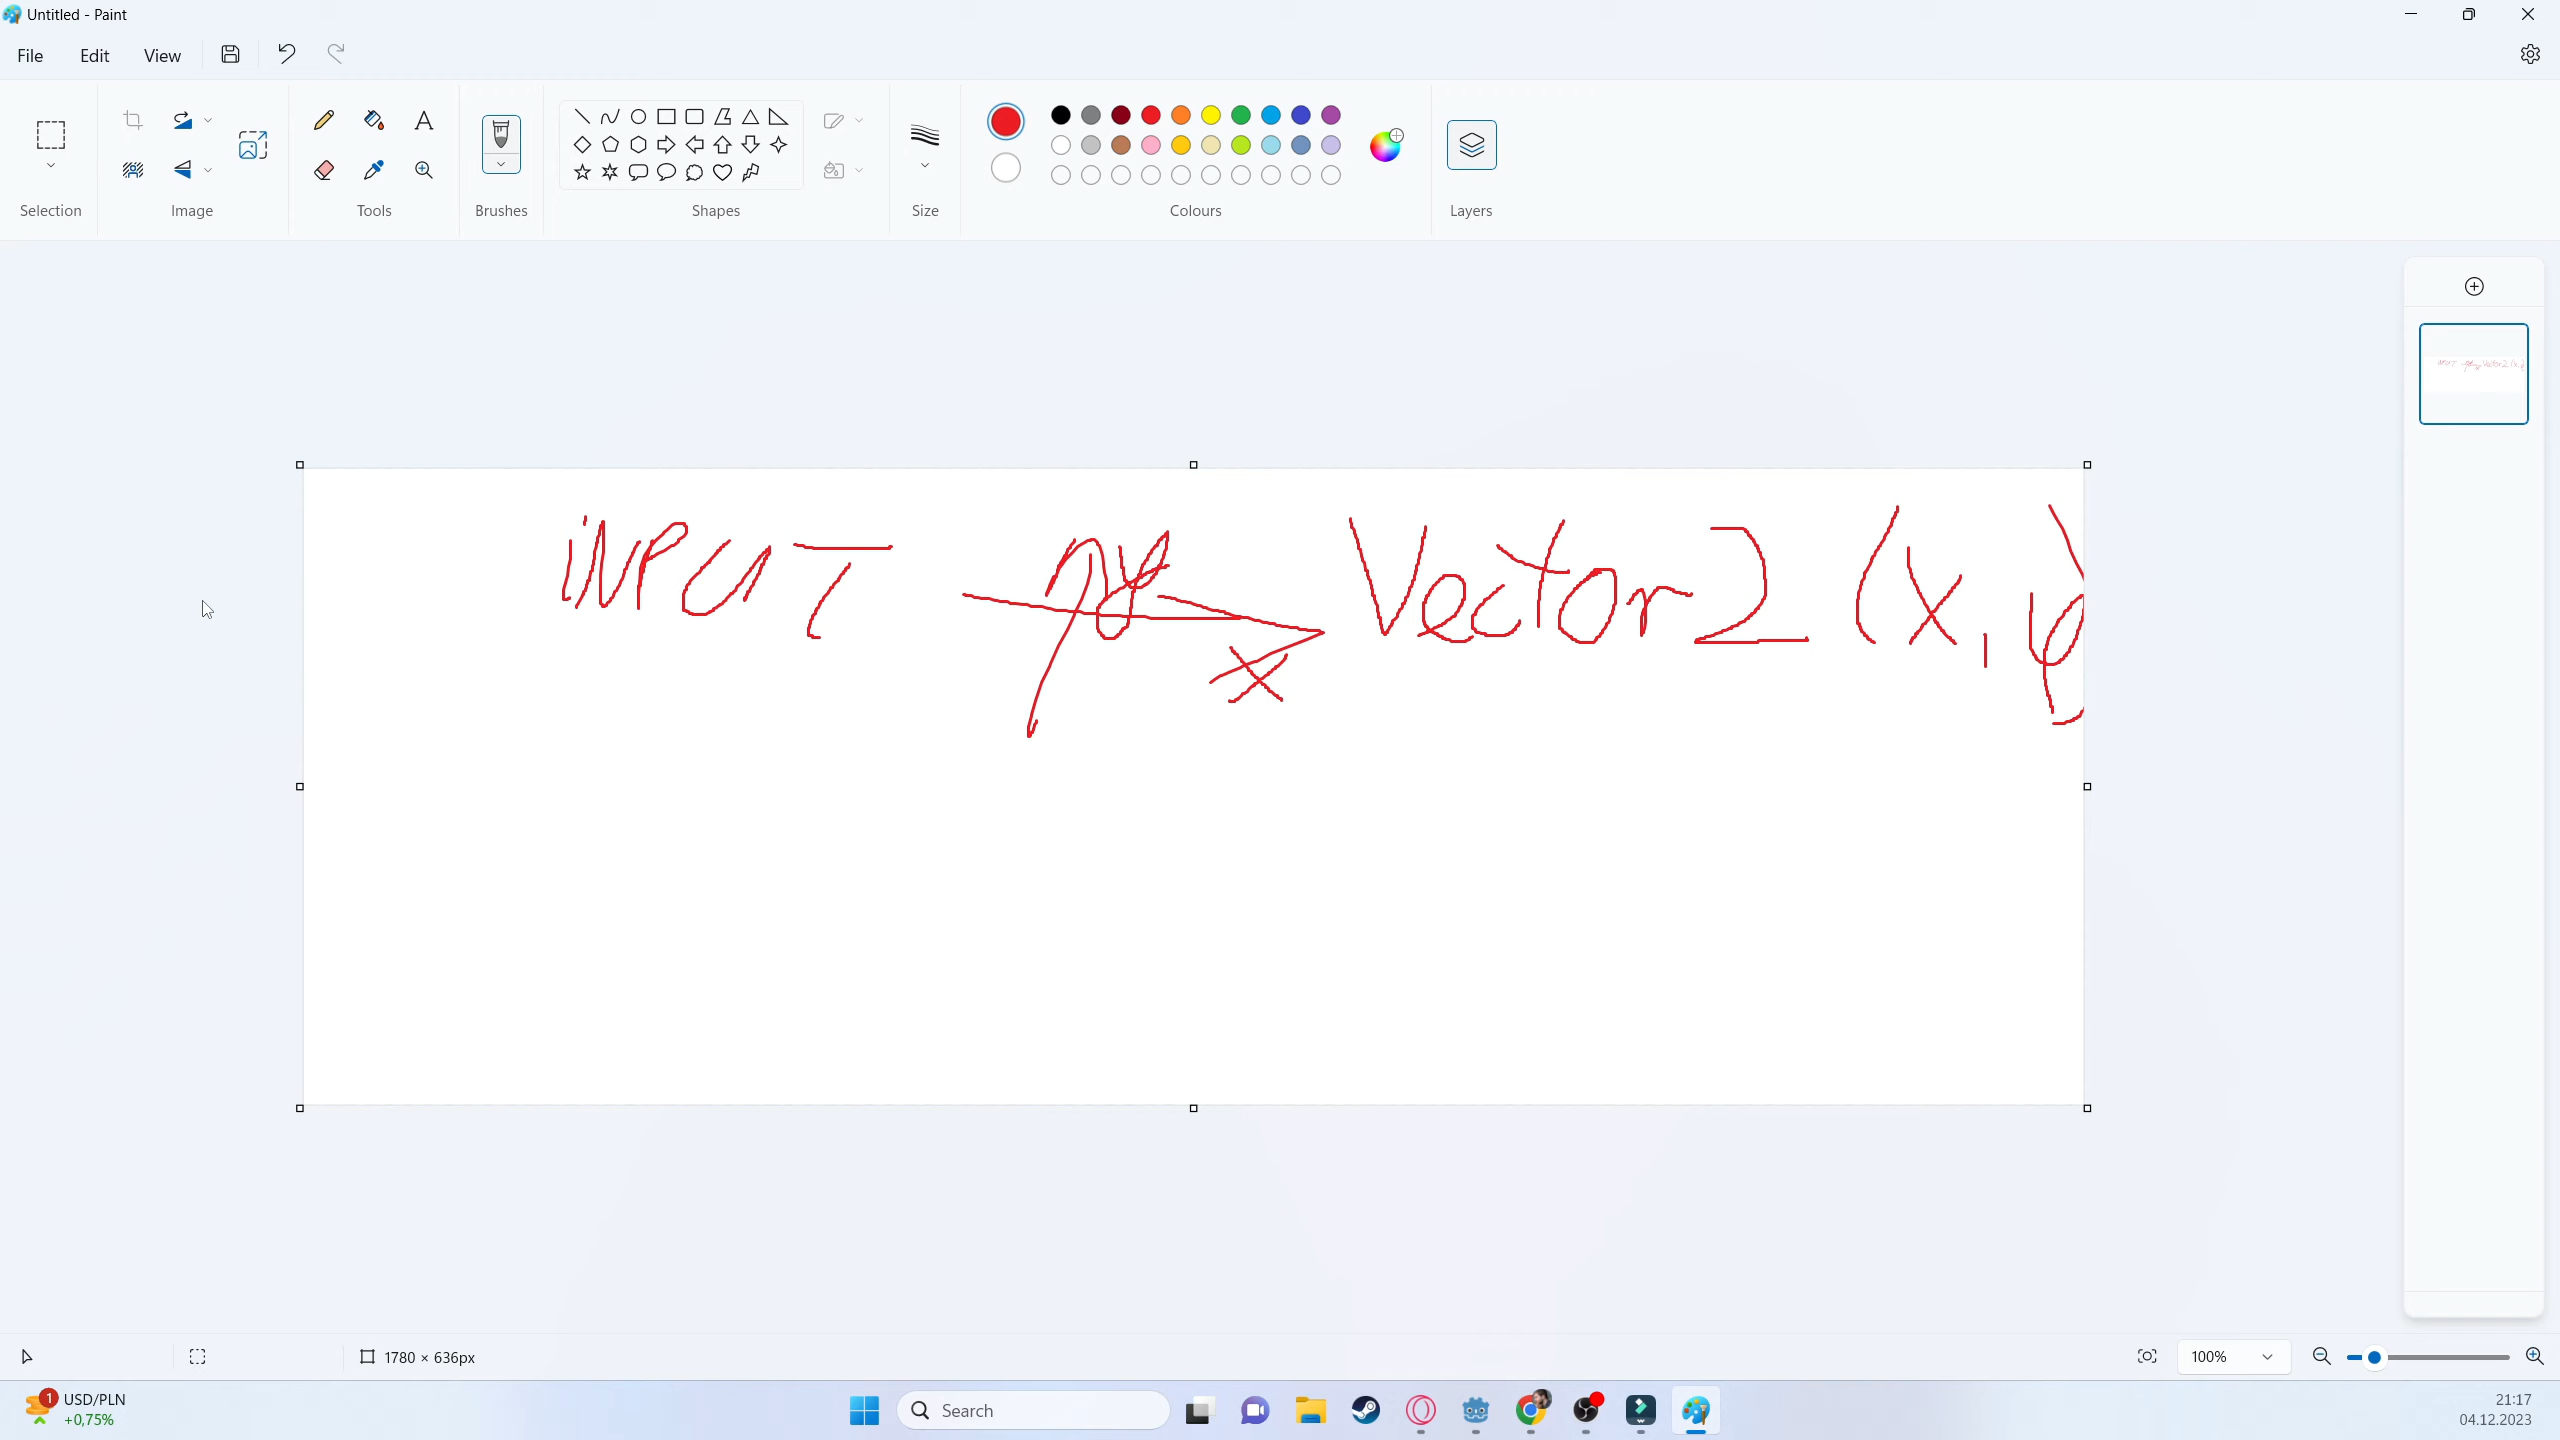 Untitled - Paint
File Edit View
Selection Image Tools Brushes Shapes Size Colours Layers
iNPUT Vector2 (x, y)
x
1780 × 636px 100%
1 USD/PLN
+0,75%
Search
21:17
04.12.2023